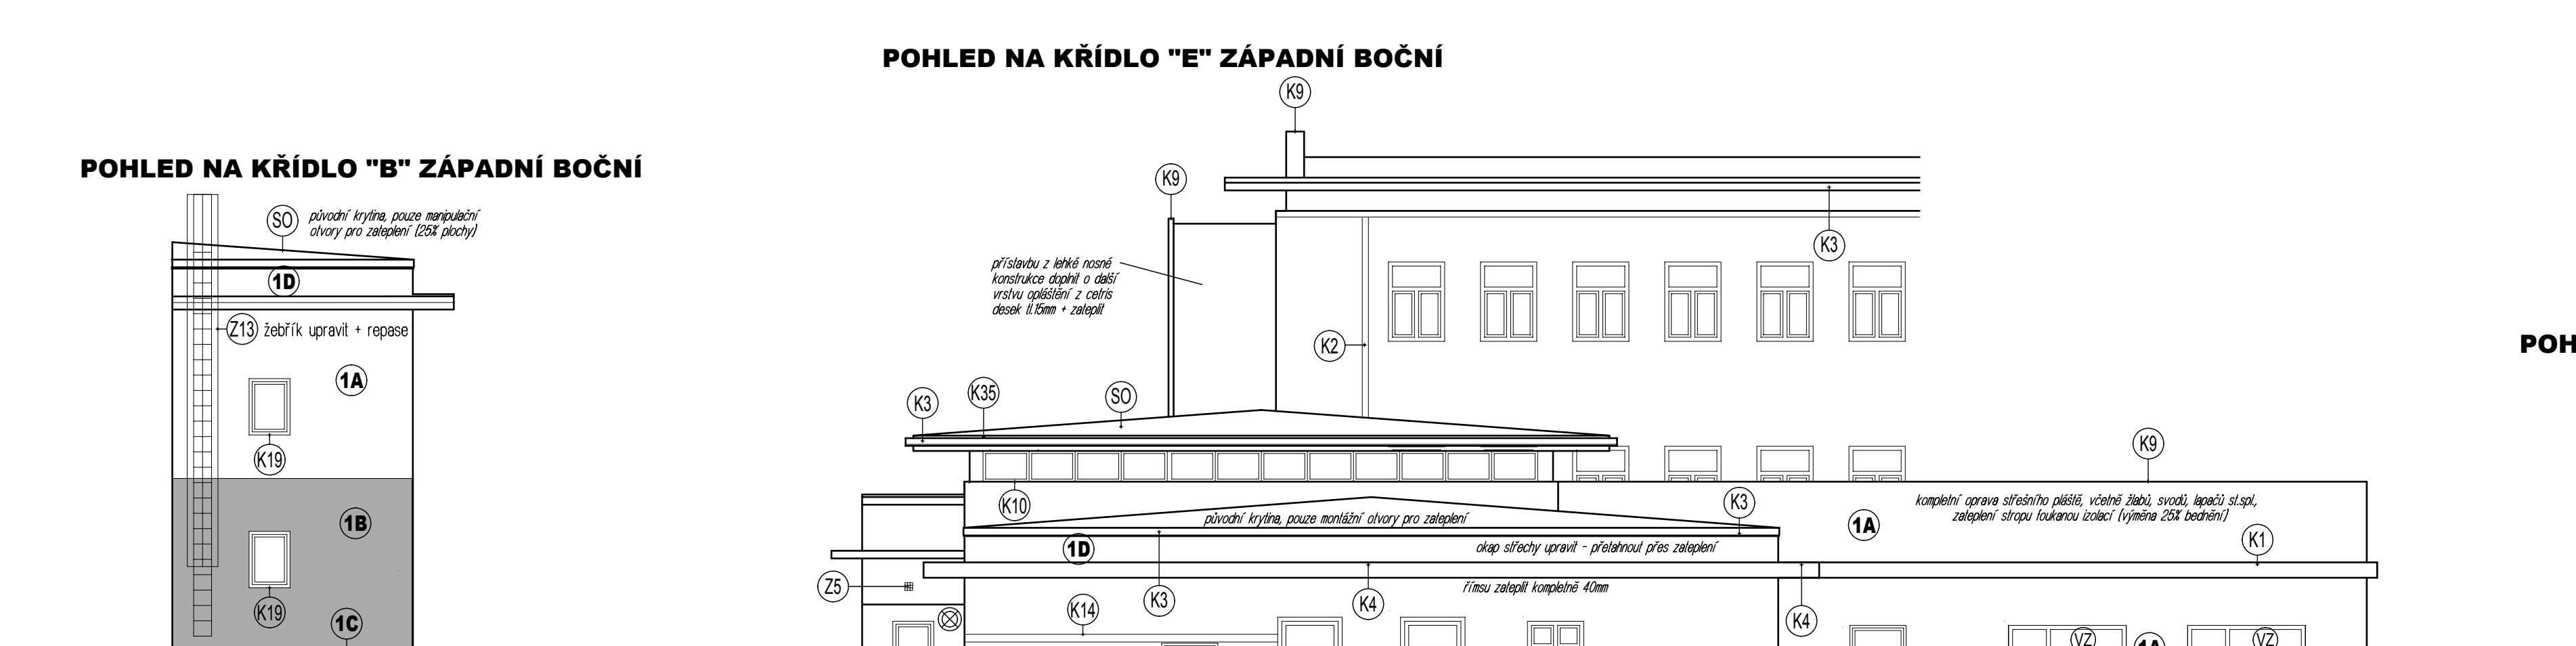 POHLED NA KŘÍDLO "E" ZÁPADNÍ BOČNÍ
K9
POHLED NA KŘÍDLO "B" ZÁPADNÍ BOČNÍ
K9
SO
původní krytina, pouze manipulační
otvory pro zateplení (25% plochy)
K3
1D
přístavbu z lehké nosné
konstrukce doplnit o další
vrstvu opláštění z cetris
desek tl.15mm + zateplit
Z13 žebřík upravit + repase
K2
POH
1A
K3
K35
SO
K19
K9
K10
původní krytina, pouze montážní otvory pro zateplení
K3
kompletní oprava střešního pláště, včetně žlabů, svodů, lapačů st.spl.,
zateplení stropu foukanou izolací (výměna 25% bednění)
1B
1A
1D
okap střechy upravit - přetahnout přes zateplení
K1
Z5
římsu zateplit kompletně 40mm
K3
K4
K19
K14
1C
K4
VZ
1A
VZ